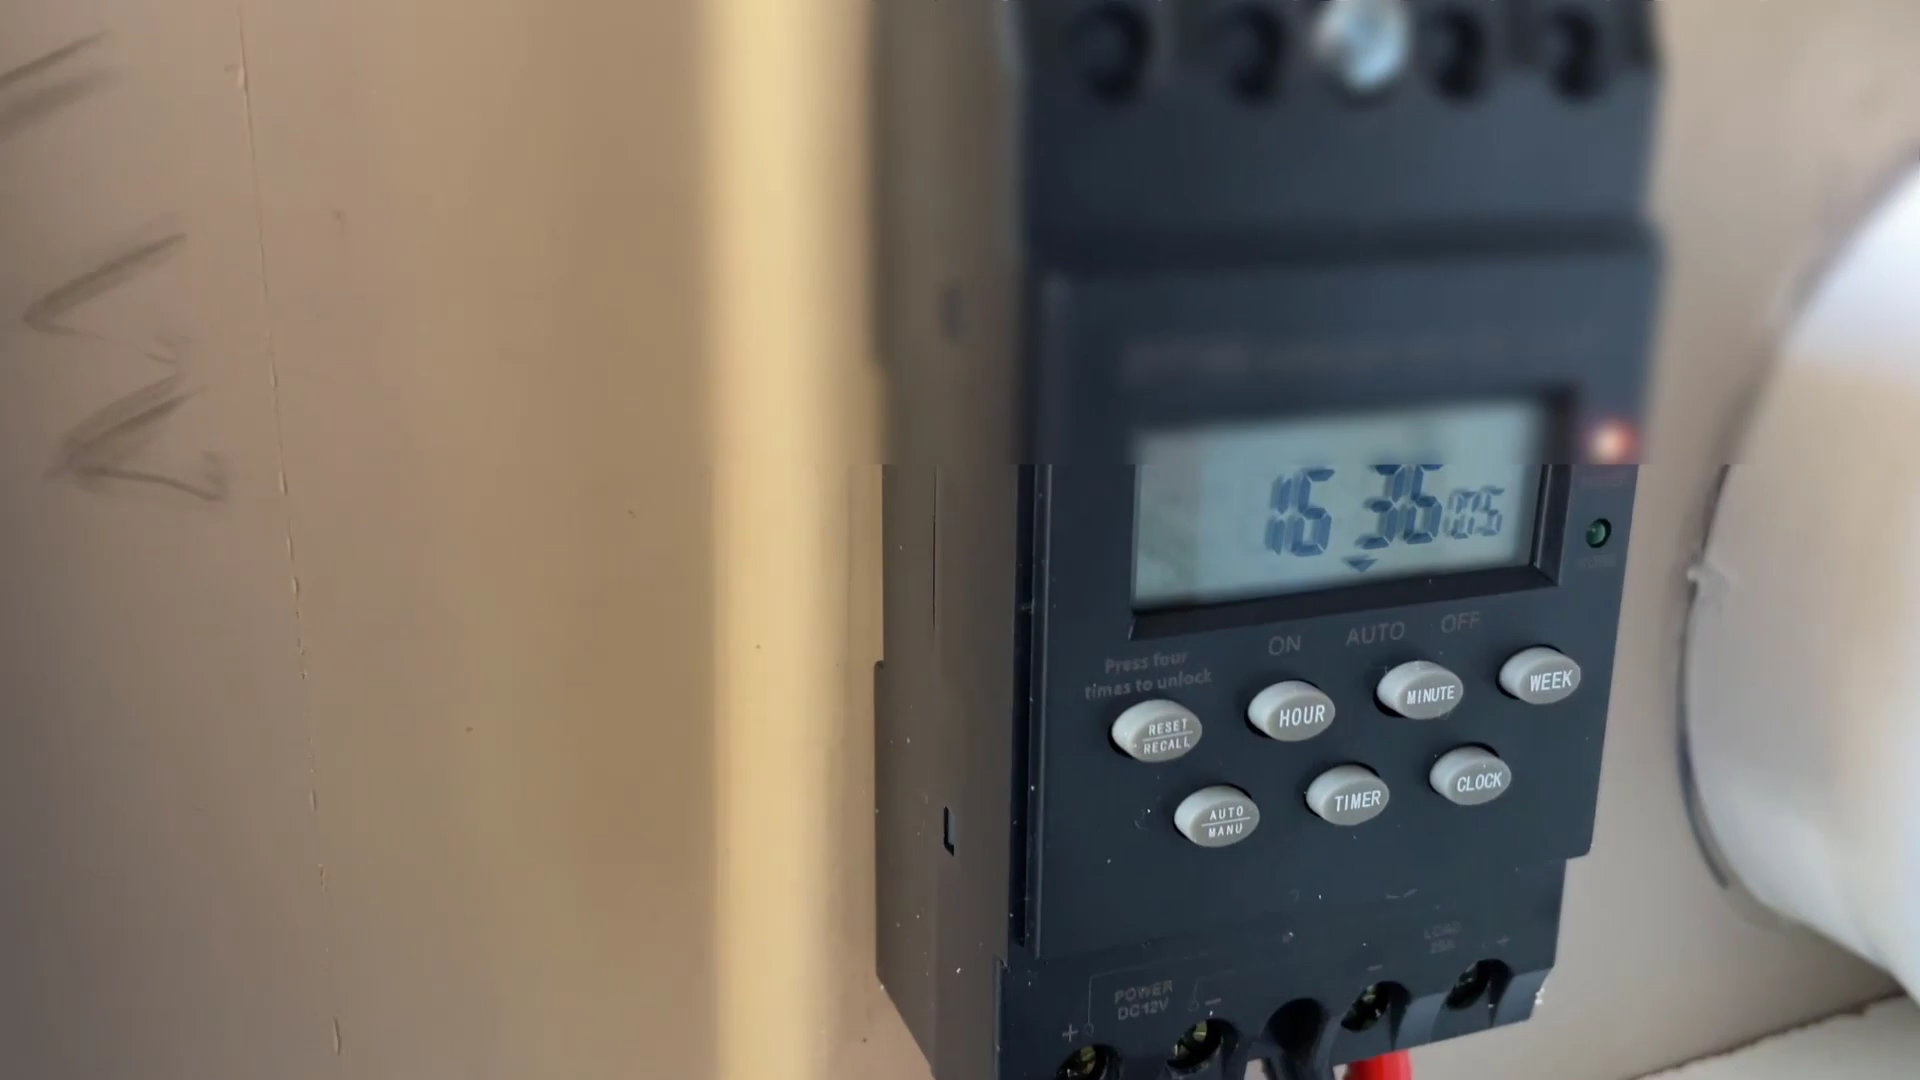 16 36 05
ON AUTO OFF
Press four
times to unlock
RESET
RECALL
HOUR
MINUTE
WEEK
AUTO
MANU
TIMER
CLOCK
LOAD
POWER
DC12V
+ −
− +